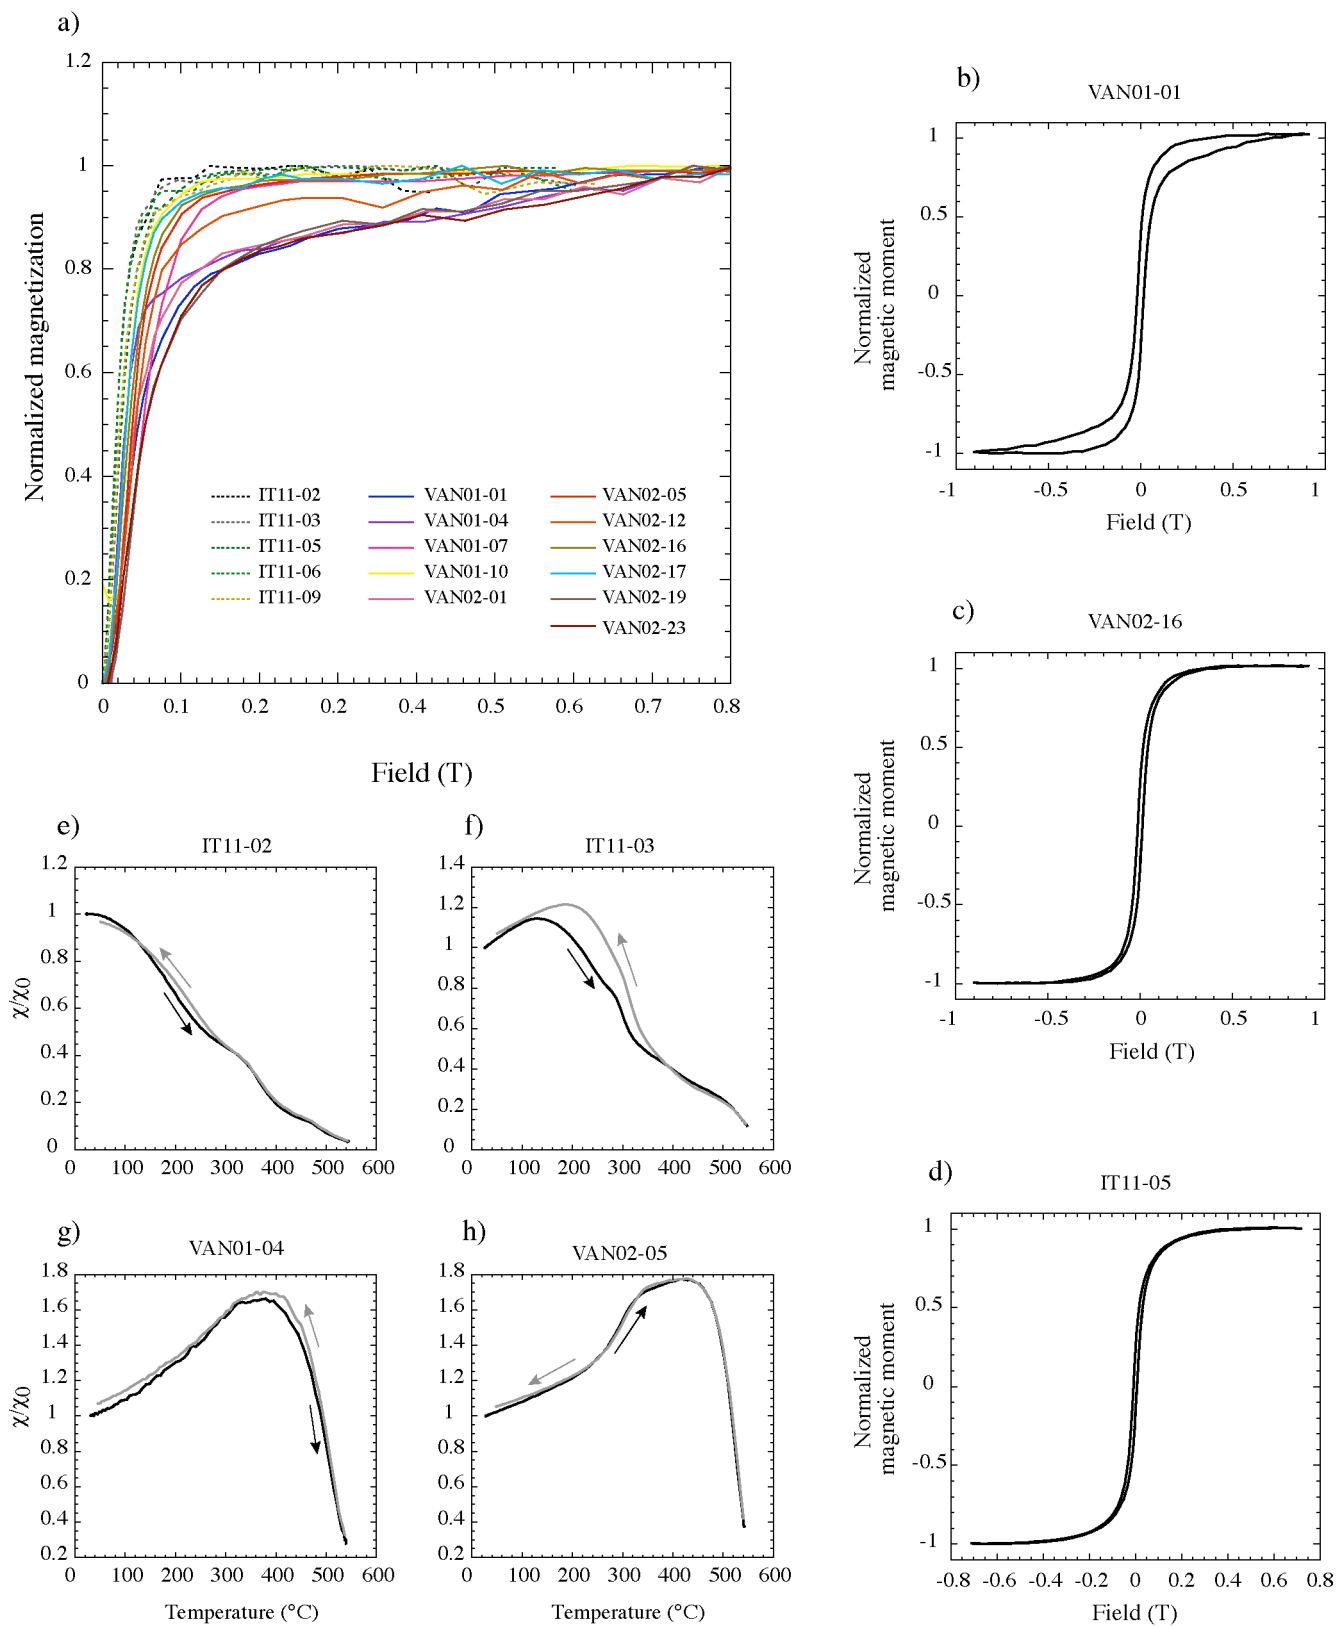 a)
1.2
1
0.8
0.6
0.4
0.2
0
Normalized magnetization
IT11-02
IT11-03
IT11-05
IT11-06
IT11-09
VAN01-01
VAN01-04
VAN01-07
VAN01-10
VAN02-01
VAN02-05
VAN02-12
VAN02-16
VAN02-17
VAN02-19
VAN02-23
0 0.1 0.2 0.2 0.4 0.5 0.6 0.7 0.8
Field (T)
b)
VAN01-01
1
0.5
0
-0.5
-1
Normalized
magnetic moment
-1 -0.5 0 0.5 1
Field (T)
c)
VAN02-16
1
0.5
0
-0.5
-1
Normalized
magnetic moment
-1 -0.5 0 0.5 1
Field (T)
d)
IT11-05
1
0.5
0
-0.5
-1
Normalized
magnetic moment
-0.8 -0.6 -0.4 -0.2 0 0.2 0.4 0.6 0.8
Field (T)
e)
IT11-02
1.2
1
0.8
0.6
0.4
0.2
0
χ/χ0
0 100 200 300 400 500 600
f)
IT11-03
1.4
1.2
1
0.8
0.6
0.4
0.2
0
0 100 200 300 400 500 600
g)
VAN01-04
1.8
1.6
1.4
1.2
1
0.8
0.6
0.4
0.2
χ/χ0
0 100 200 300 400 500 600
Temperature (°C)
h)
VAN02-05
1.8
1.6
1.4
1.2
1
0.8
0.6
0.4
0.2
0 100 200 300 400 500 600
Temperature (°C)